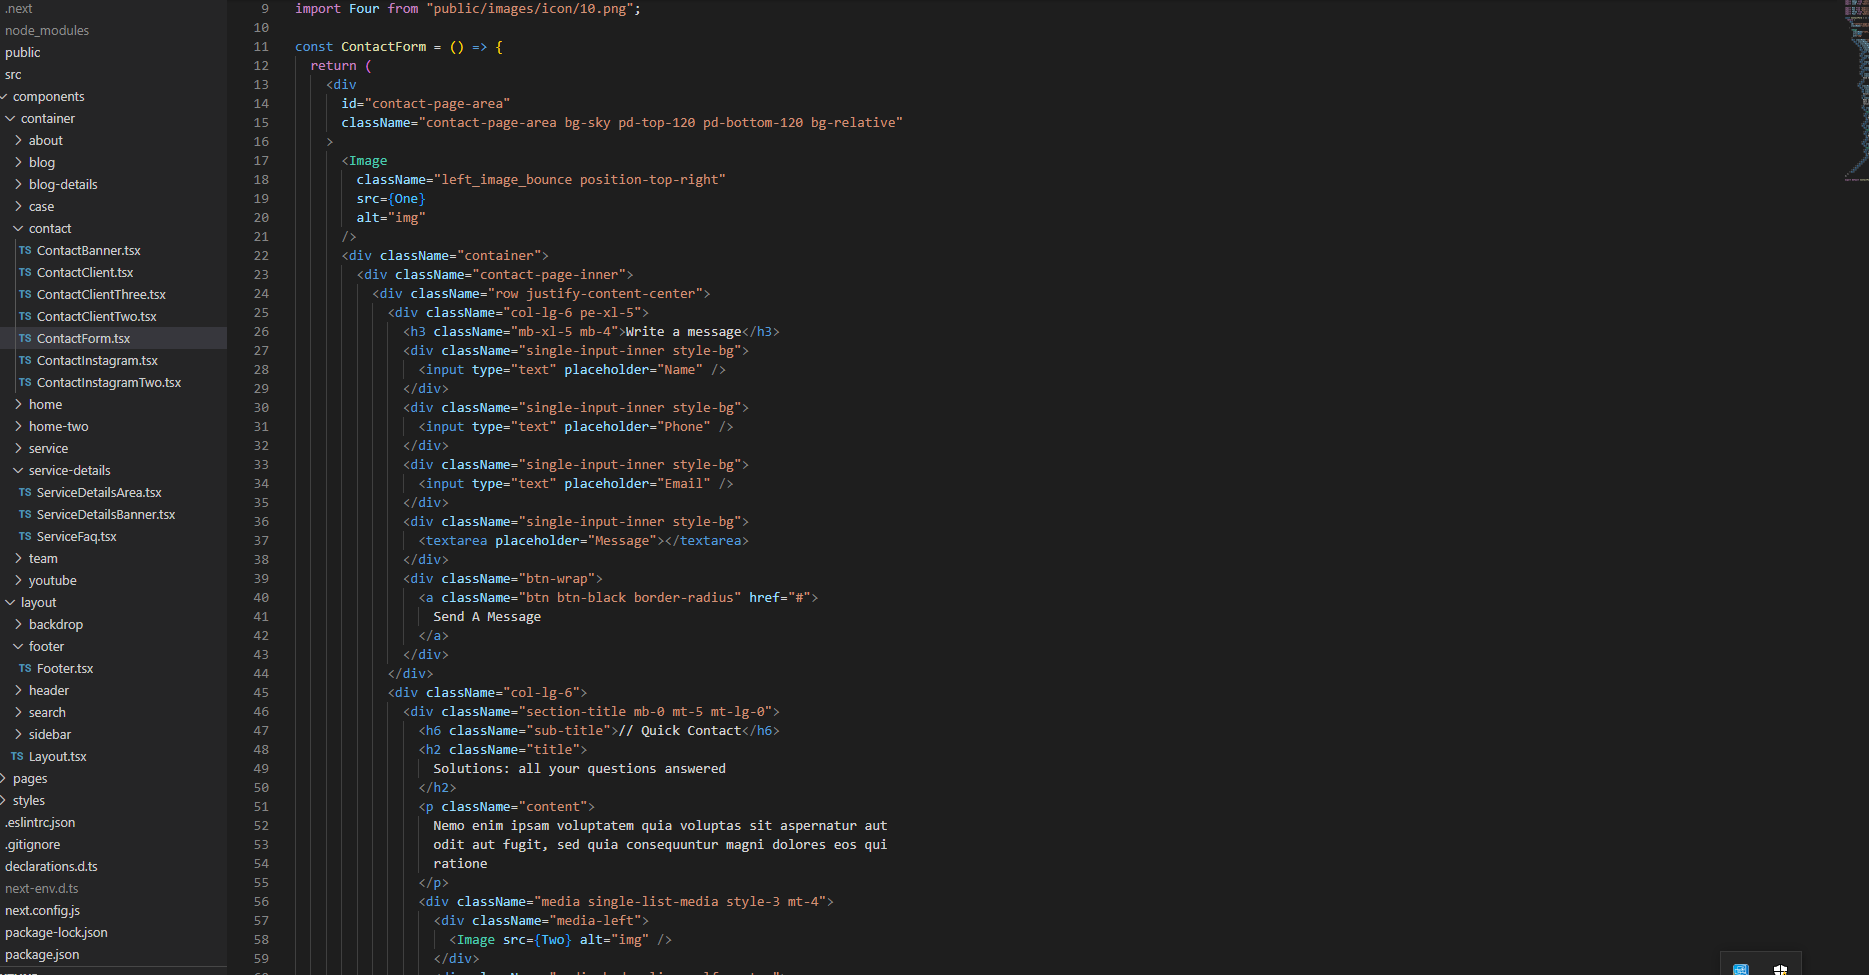 .next
node_modules
public
src
components
container
about
blog
blog-details
case
contact
TS ContactBanner.tsx
TS ContactClient.tsx
TS ContactClientThree.tsx
TS ContactClientTwo.tsx
TS ContactForm.tsx
TS ContactInstagram.tsx
TS ContactInstagramTwo.tsx
home
home-two
service
service-details
TS ServiceDetailsArea.tsx
TS ServiceDetailsBanner.tsx
TS ServiceFaq.tsx
team
youtube
layout
backdrop
footer
TS Footer.tsx
header
search
sidebar
TS Layout.tsx
pages
styles
.eslintrc.json
.gitignore
declarations.d.ts
next-env.d.ts
next.config.js
package-lock.json
package.json
9 import Four from "public/images/icon/10.png";
10
11 const ContactForm = () => {
12 return (
13 <div
14 id="contact-page-area"
15 className="contact-page-area bg-sky pd-top-120 pd-bottom-120 bg-relative"
16 >
17 <Image
18 className="left_image_bounce position-top-right"
19 src={One}
20 alt="img"
21 />
22 <div className="container">
23 <div className="contact-page-inner">
24 <div className="row justify-content-center">
25 <div className="col-lg-6 pe-xl-5">
26 <h3 className="mb-xl-5 mb-4">Write a message</h3>
27 <div className="single-input-inner style-bg">
28 <input type="text" placeholder="Name" />
29 </div>
30 <div className="single-input-inner style-bg">
31 <input type="text" placeholder="Phone" />
32 </div>
33 <div className="single-input-inner style-bg">
34 <input type="text" placeholder="Email" />
35 </div>
36 <div className="single-input-inner style-bg">
37 <textarea placeholder="Message"></textarea>
38 </div>
39 <div className="btn-wrap">
40 <a className="btn btn-black border-radius" href="#">
41 Send A Message
42 </a>
43 </div>
44 </div>
45 <div className="col-lg-6">
46 <div className="section-title mb-0 mt-5 mt-lg-0">
47 <h6 className="sub-title">// Quick Contact</h6>
48 <h2 className="title">
49 Solutions: all your questions answered
50 </h2>
51 <p className="content">
52 Nemo enim ipsam voluptatem quia voluptas sit aspernatur aut
53 odit aut fugit, sed quia consequuntur magni dolores eos qui
54 ratione
55 </p>
56 <div className="media single-list-media style-3 mt-4">
57 <div className="media-left">
58 <Image src={Two} alt="img" />
59 </div>